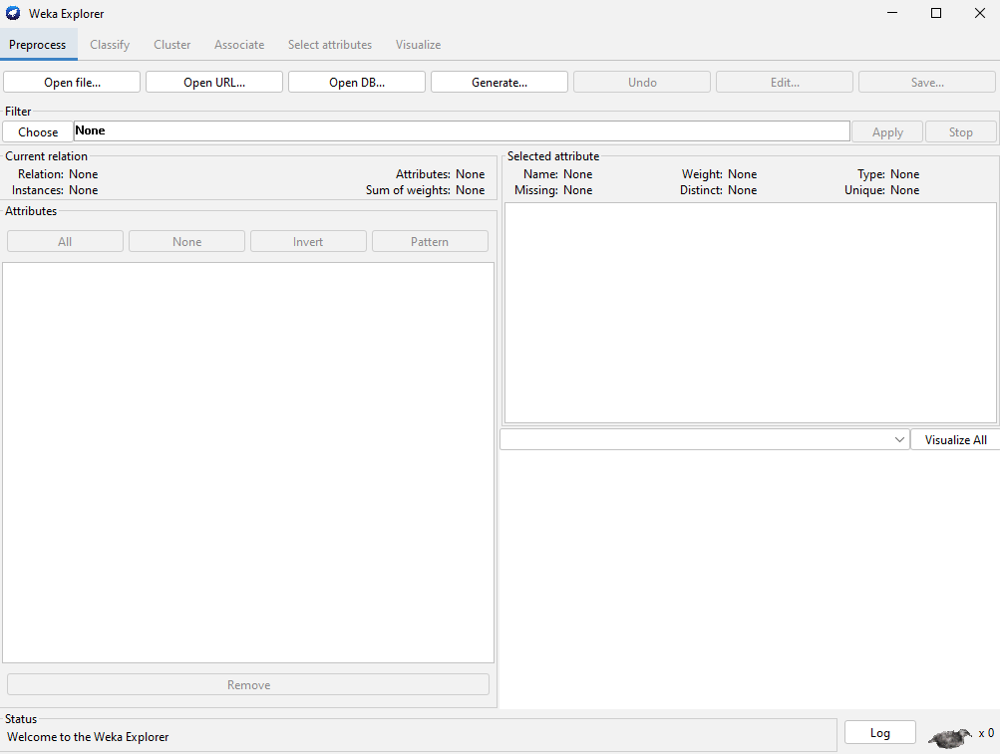 Weka Explorer
Preprocess Classify Cluster Associate Select attributes Visualize
Open file... Open URL... Open DB... Generate... Undo Edit... Save...
Filter
Choose None Apply Stop
Current relation
Relation: None Attributes: None
Instances: None Sum of weights: None
Attributes
All None Invert Pattern
Remove
Selected attribute
Name: None Weight: None Type: None
Missing: None Distinct: None Unique: None
Visualize All
Status
Welcome to the Weka Explorer
Log x 0